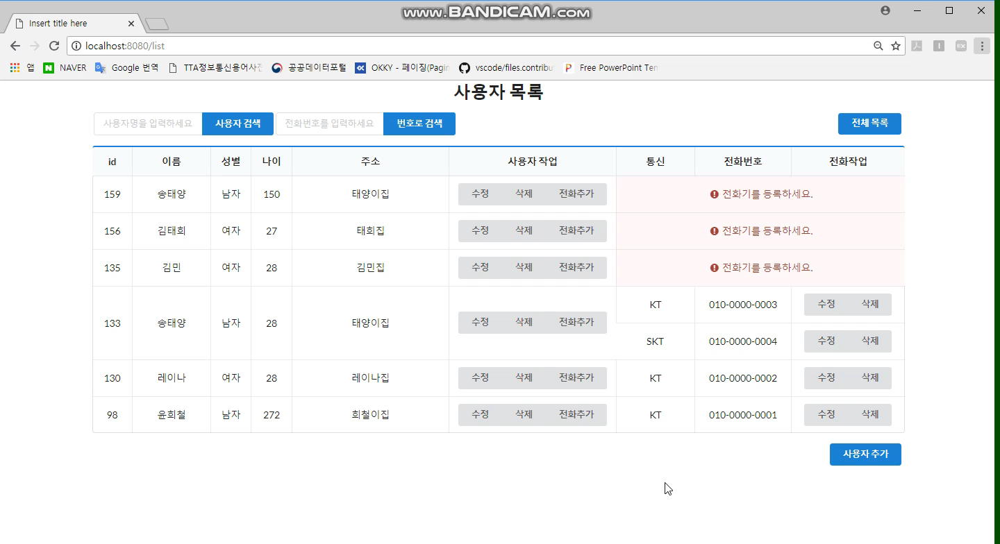 www.BANDICAM.com
Insert title here
localhost:8080/list
앱 NAVER Google 번역 TTA정보통신용어사전 공공데이터포털 OKKY - 페이징(Pagin vscode/files.contribu Free PowerPoint Ten
사용자 목록
사용자명을 입력하세요 사용자 검색 전화번호를 입력하세요 번호로 검색 전체 목록
id 이름 성별 나이 주소 사용자 작업 통신 전화번호 전화작업
159 송태양 남자 150 태양이집 수정 삭제 전화추가 전화기를 등록하세요.
156 김태희 여자 27 태희집 수정 삭제 전화추가 전화기를 등록하세요.
135 김민 여자 28 김민집 수정 삭제 전화추가 전화기를 등록하세요.
133 송태양 남자 28 태양이집 수정 삭제 전화추가 KT 010-0000-0003 수정 삭제
SKT 010-0000-0004 수정 삭제
130 레이나 여자 28 레이나집 수정 삭제 전화추가 KT 010-0000-0002 수정 삭제
98 윤희철 남자 272 희철이집 수정 삭제 전화추가 KT 010-0000-0001 수정 삭제
사용자 추가